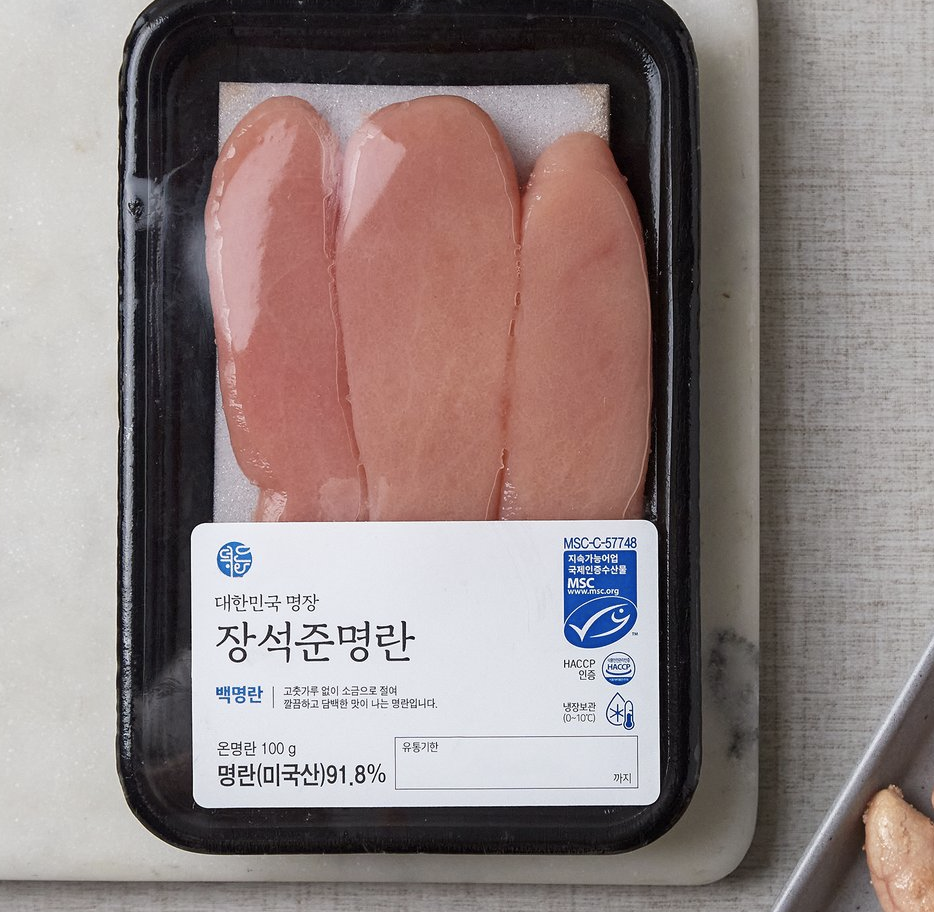 덕화
대한민국 명장
장석준명란
백명란
고춧가루 없이 소금으로 절여
깔끔하고 담백한 맛이 나는 명란입니다.
온명란 100 g
명란(미국산)91.8%
유통기한
까지
MSC-C-57748
지속가능어업
국제인증수산물
MSC
www.msc.org
TM
HACCP
인증
HACCP
냉장보관
(0~10℃)